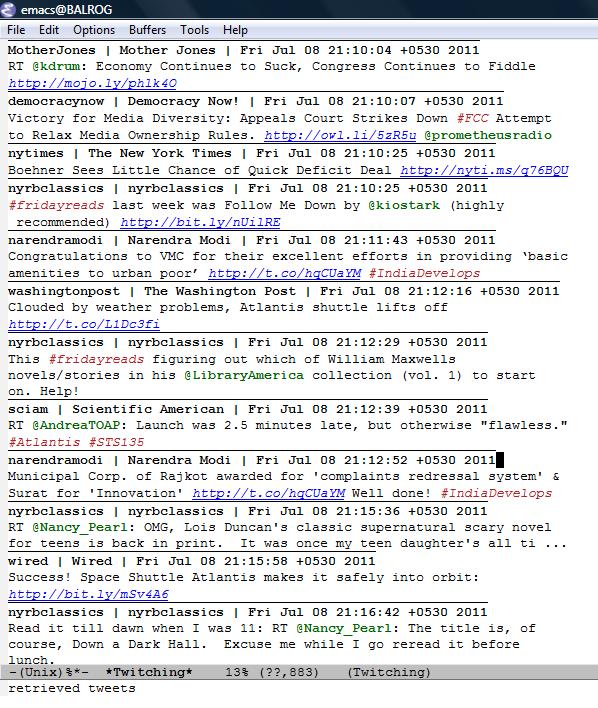 emacs@BALROG
File Edit Options Buffers Tools Help
MotherJones | Mother Jones | Fri Jul 08 21:10:04 +0530 2011
RT @kdrum: Economy Continues to Suck, Congress Continues to Fiddle
http://mojo.ly/phlk4O
democracynow | Democracy Now! | Fri Jul 08 21:10:07 +0530 2011
Victory for Media Diversity: Appeals Court Strikes Down #FCC Attempt
to Relax Media Ownership Rules. http://owl.li/5zR5u @prometheusradio
nytimes | The New York Times | Fri Jul 08 21:10:25 +0530 2011
Boehner Sees Little Chance of Quick Deficit Deal http://nyti.ms/q76BQU
nyrbclassics | nyrbclassics | Fri Jul 08 21:10:25 +0530 2011
#fridayreads last week was Follow Me Down by @kiostark (highly
recommended) http://bit.ly/nUilRE
narendramodi | Narendra Modi | Fri Jul 08 21:11:43 +0530 2011
Congratulations to VMC for their excellent efforts in providing ‘basic
amenities to urban poor’ http://t.co/hqCUaYM #IndiaDevelops
washingtonpost | The Washington Post | Fri Jul 08 21:12:16 +0530 2011
Clouded by weather problems, Atlantis shuttle lifts off
http://t.co/L1Dc3fi
nyrbclassics | nyrbclassics | Fri Jul 08 21:12:29 +0530 2011
This #fridayreads figuring out which of William Maxwells
novels/stories in his @LibraryAmerica collection (vol. 1) to start
on. Help!
sciam | Scientific American | Fri Jul 08 21:12:39 +0530 2011
RT @AndreaTOAP: Launch was 2.5 minutes late, but otherwise "flawless."
#Atlantis #STS135
narendramodi | Narendra Modi | Fri Jul 08 21:12:52 +0530 2011
Municipal Corp. of Rajkot awarded for 'complaints redressal system' &
Surat for 'Innovation' http://t.co/hqCUaYM Well done! #IndiaDevelops
nyrbclassics | nyrbclassics | Fri Jul 08 21:15:36 +0530 2011
RT @Nancy_Pearl: OMG, Lois Duncan's classic supernatural scary novel
for teens is back in print.  It was once my teen daughter's all ti ...
wired | Wired | Fri Jul 08 21:15:58 +0530 2011
Success! Space Shuttle Atlantis makes it safely into orbit:
http://bit.ly/mSv4A6
nyrbclassics | nyrbclassics | Fri Jul 08 21:16:42 +0530 2011
Read it till dawn when I was 11: RT @Nancy_Pearl: The title is, of
course, Down a Dark Hall.  Excuse me while I go reread it before
lunch.
-(Unix)%*-  *Twitching*    13% (??,883)    (Twitching)
retrieved tweets